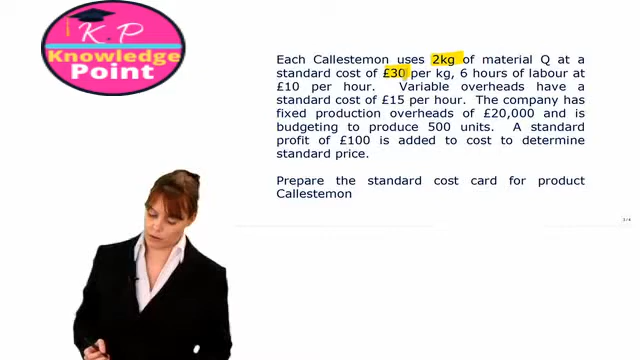 K.P
Knowledge
Point
Each Callestemon uses 2kg of material Q at a
standard cost of £30 per kg, 6 hours of labour at
£10 per hour. Variable overheads have a
standard cost of £15 per hour. The company has
fixed production overheads of £20,000 and is
budgeting to produce 500 units. A standard
profit of £100 is added to cost to determine
standard price.
Prepare the standard cost card for product
Callestemon